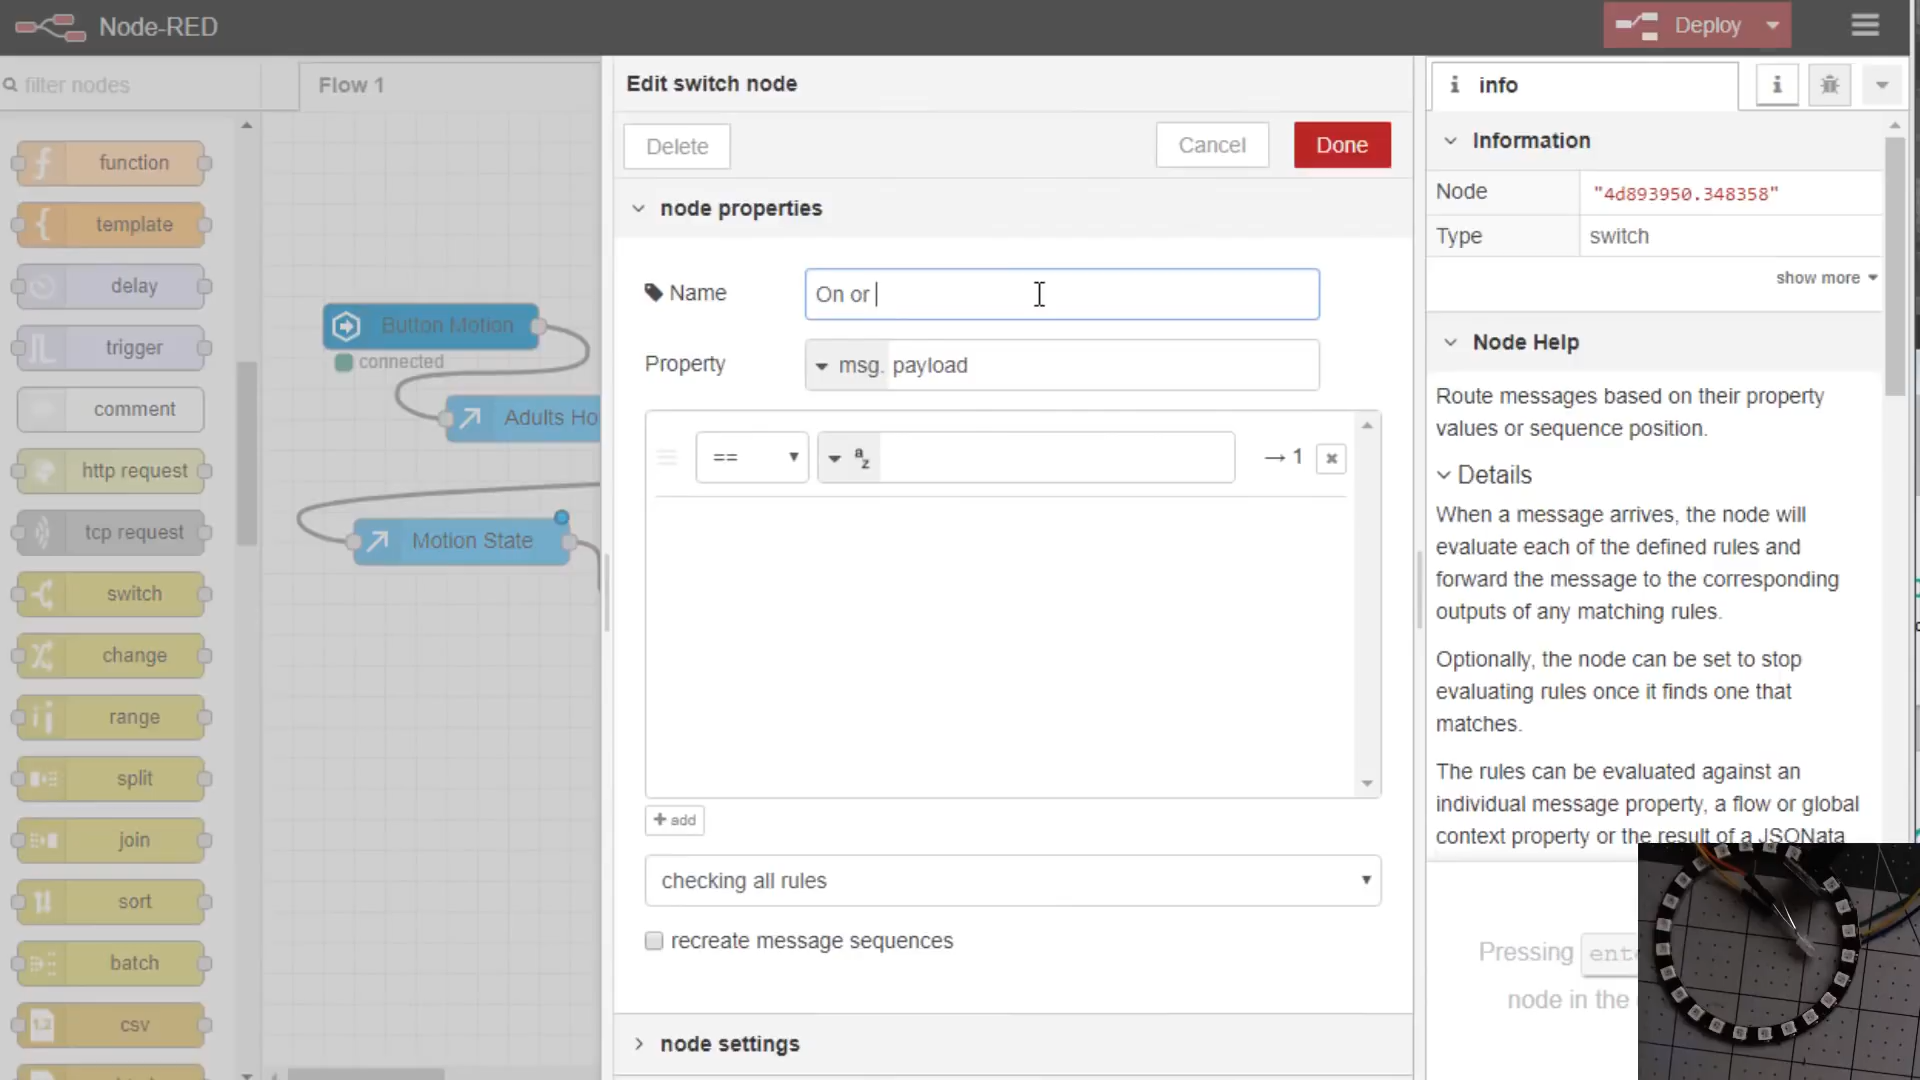 Node-RED
Deploy
filter nodes
Flow 1
Edit switch node
Delete
Cancel
Done
node properties
Name
On or
Property
msg. payload
==
a z
→ 1
add
checking all rules
recreate message sequences
node settings
function
template
delay
trigger
comment
http request
tcp request
switch
change
range
split
join
sort
batch
csv
Button Motion
connected
Adults Ho
Motion State
info
Information
Node "4d893950.348358"
Type switch
show more
Node Help
Route messages based on their property
values or sequence position.
Details
When a message arrives, the node will
evaluate each of the defined rules and
forward the message to the corresponding
outputs of any matching rules.
Optionally, the node can be set to stop
evaluating rules once it finds one that
matches.
The rules can be evaluated against an
individual message property, a flow or global
context property or the result of a JSONata
Pressing ent
node in the